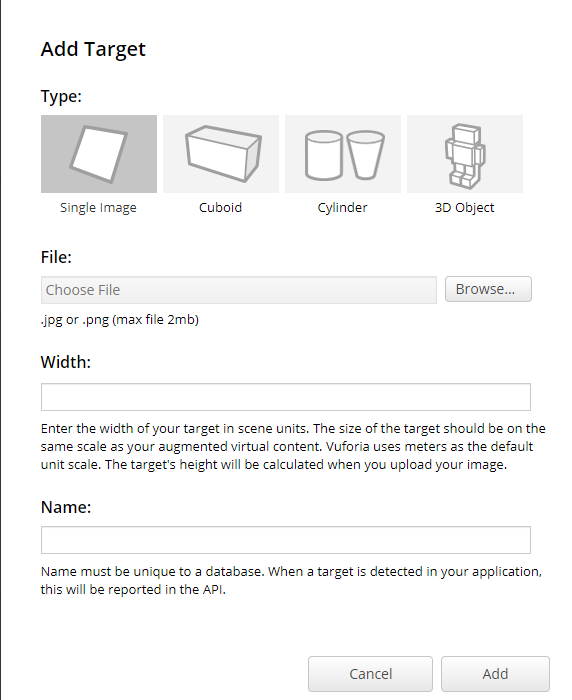 Add Target
Type:
Single Image
Cuboid
Cylinder
3D Object
File:
Choose File
Browse...
.jpg or .png (max file 2mb)
Width:
Enter the width of your target in scene units. The size of the target should be on the
same scale as your augmented virtual content. Vuforia uses meters as the default
unit scale. The target's height will be calculated when you upload your image.
Name:
Name must be unique to a database. When a target is detected in your application,
this will be reported in the API.
Cancel
Add